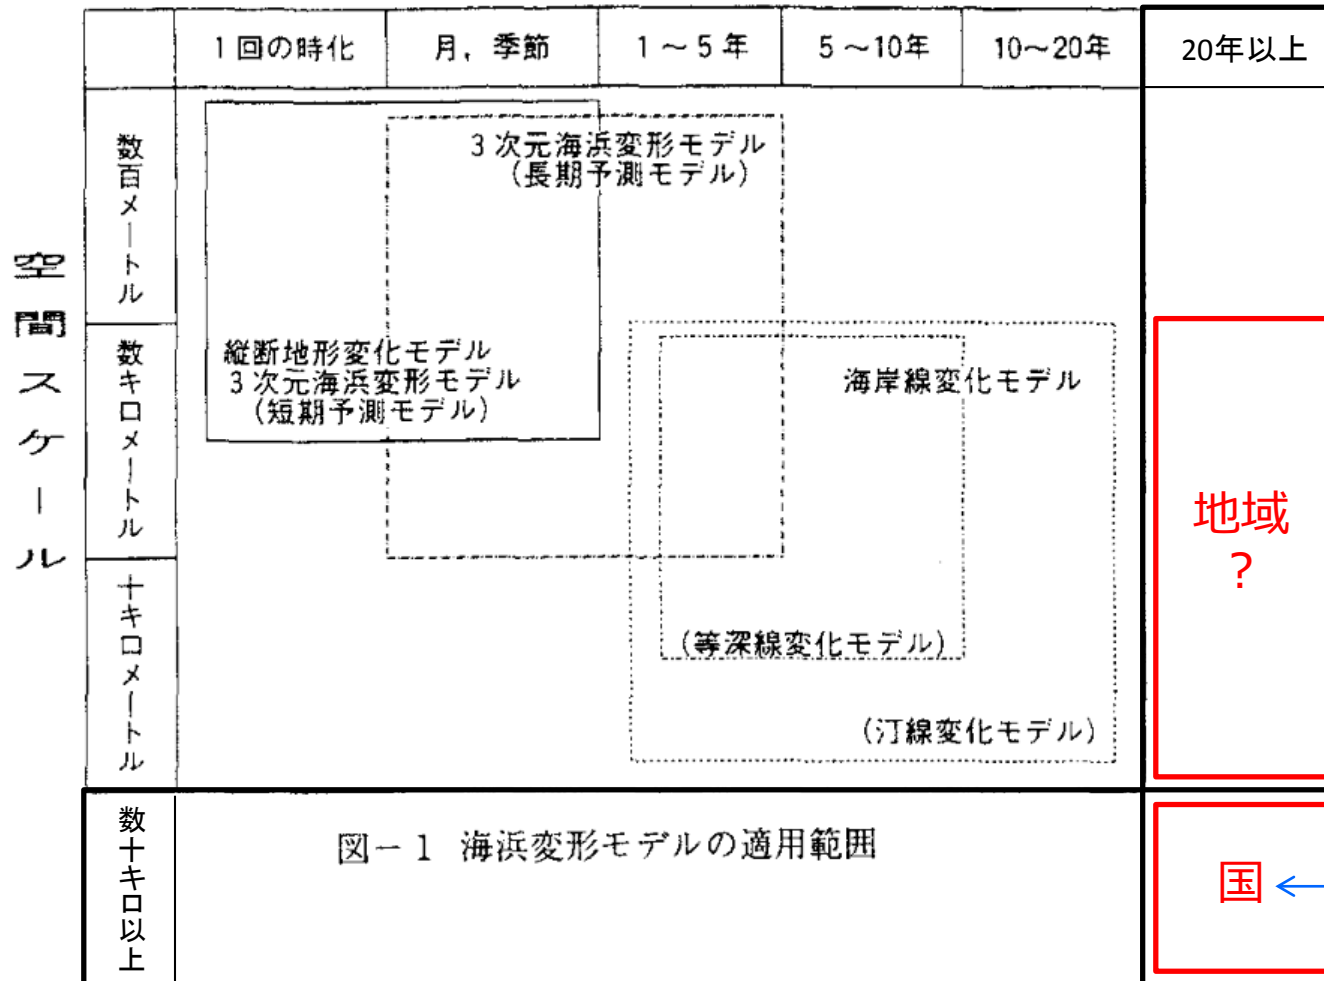 1回の時化
月，季節
1～5年
5～10年
10～20年
20年以上
空間スケール
数百メートル
数キロメートル
十キロメートル
数十キロ以上
3次元海浜変形モデル
(長期予測モデル)
縦断地形変化モデル
3次元海浜変形モデル
(短期予測モデル)
海岸線変化モデル
(等深線変化モデル)
(汀線変化モデル)
地域
？
国
図－1 海浜変形モデルの適用範囲